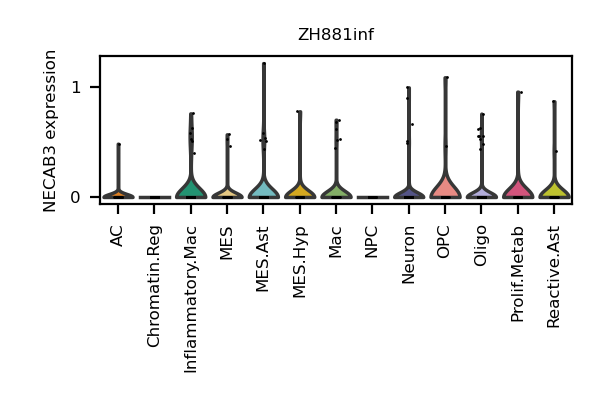 ZH881inf
NECAB3 expression
1
0
AC
Chromatin.Reg
Inflammatory.Mac
MES
MES.Ast
MES.Hyp
Mac
NPC
Neuron
OPC
Oligo
Prolif.Metab
Reactive.Ast